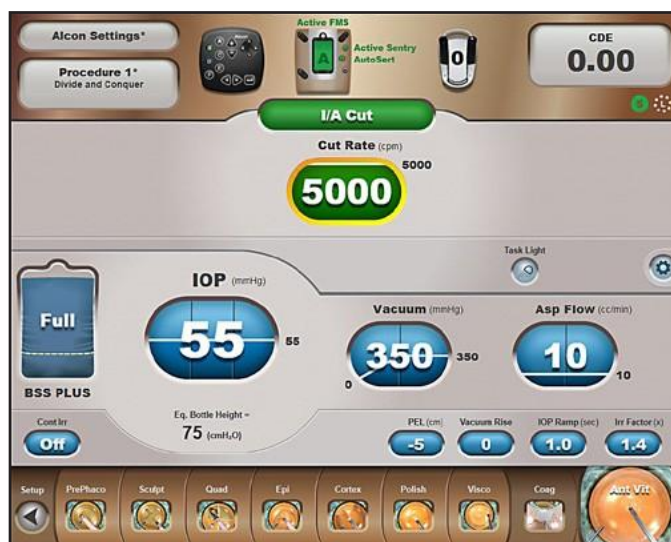 Alcon Settings*
Procedure 1*
Divide and Conquer
Active FMS
A
Active Sentry
AutoSert
0
CDE
0.00
S
L
I/A Cut
Cut Rate (cpm)
5000
5000
Task Light
Full
BSS PLUS
IOP (mmHg)
55
55
Eq. Bottle Height =
75 (cmH₂O)
Vacuum (mmHg)
350
350
0
Asp Flow (cc/min)
10
10
Cont Irr
Off
PEL (cm)
-5
Vacuum Rise
0
IOP Ramp (sec)
1.0
Irr Factor (x)
1.4
Setup
PrePhaco
Sculpt
Quad
Epi
Cortex
Polish
Visco
Coag
Ant Vit